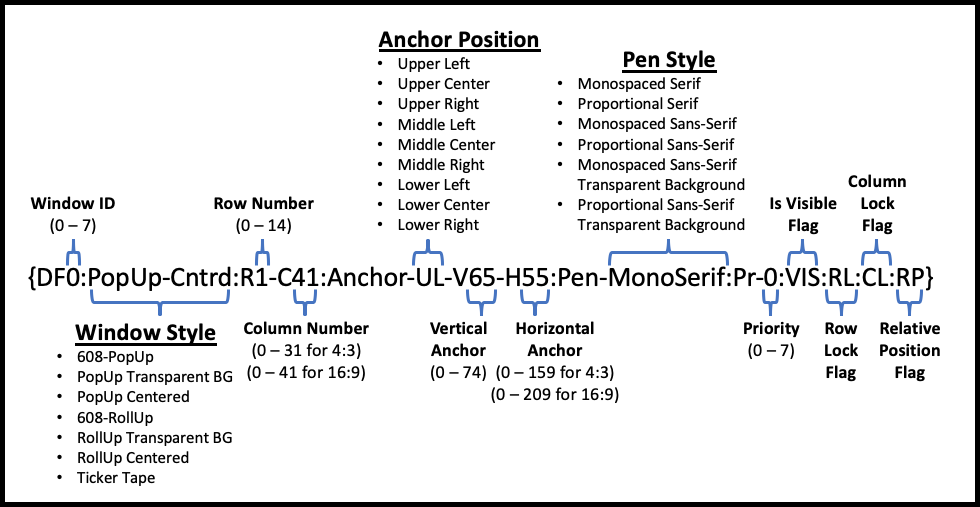 Anchor Position
• Upper Left
• Upper Center
• Upper Right
• Middle Left
• Middle Center
• Middle Right
• Lower Left
• Lower Center
• Lower Right
Pen Style
• Monospaced Serif
• Proportional Serif
• Monospaced Sans-Serif
• Proportional Sans-Serif
• Monospaced Sans-Serif
Transparent Background
• Proportional Sans-Serif
Transparent Background
Window ID
(0 – 7)
Row Number
(0 – 14)
Is Visible
Flag
Column
Lock
Flag
{DF0:PopUp-Cntrd:R1-C41:Anchor-UL-V65-H55:Pen-MonoSerif:Pr-0:VIS:RL:CL:RP}
Window Style
• 608-PopUp
• PopUp Transparent BG
• PopUp Centered
• 608-RollUp
• RollUp Transparent BG
• RollUp Centered
• Ticker Tape
Column Number
(0 – 31 for 4:3)
(0 – 41 for 16:9)
Vertical
Anchor
(0 – 74)
Horizontal
Anchor
(0 – 159 for 4:3)
(0 – 209 for 16:9)
Priority
(0 – 7)
Row
Lock
Flag
Relative
Position
Flag